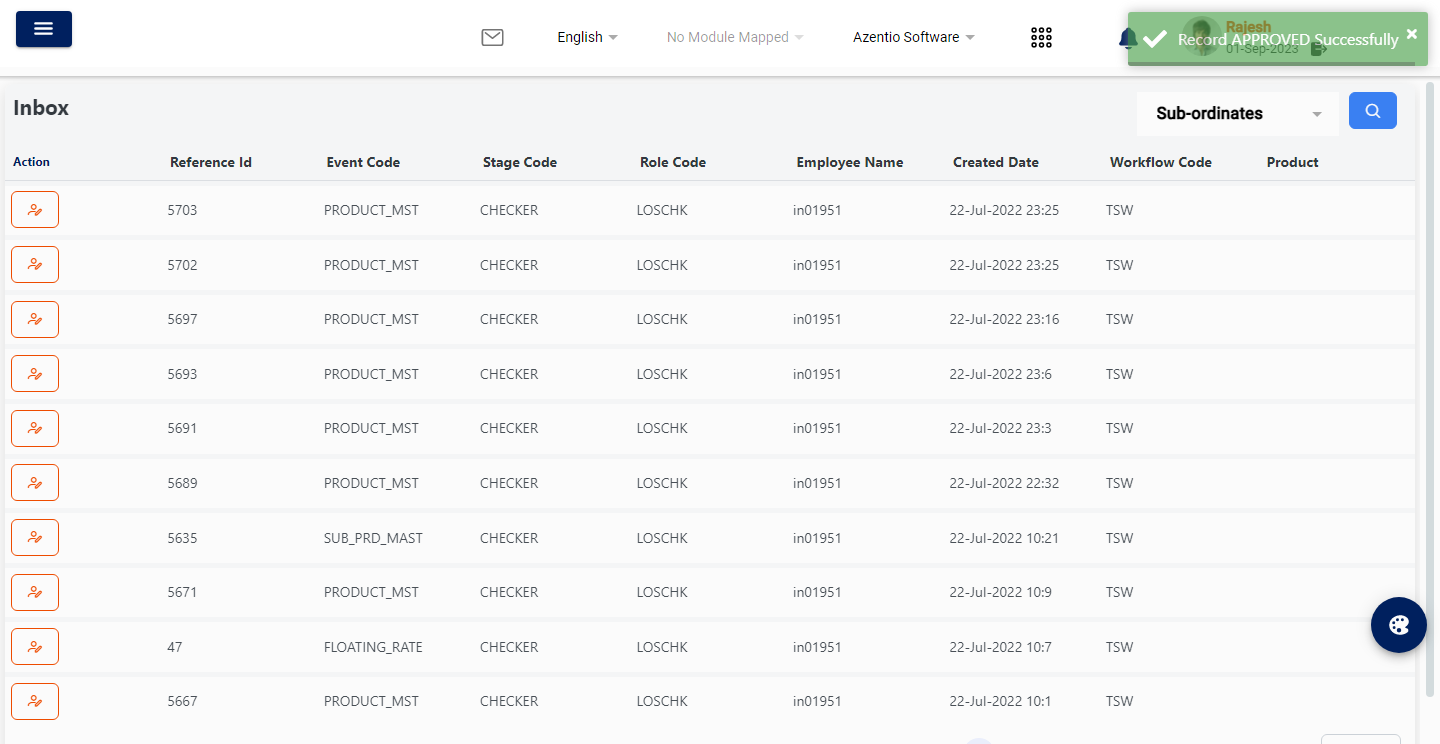 English No Module Mapped Azentio Software Rajesh
Record APPROVED Successfully ×
01-Sep-2023
Inbox Sub-ordinates
Action Reference Id Event Code Stage Code Role Code Employee Name Created Date Workflow Code Product
5703 PRODUCT_MST CHECKER LOSCHK in01951 22-Jul-2022 23:25 TSW
5702 PRODUCT_MST CHECKER LOSCHK in01951 22-Jul-2022 23:25 TSW
5697 PRODUCT_MST CHECKER LOSCHK in01951 22-Jul-2022 23:16 TSW
5693 PRODUCT_MST CHECKER LOSCHK in01951 22-Jul-2022 23:6 TSW
5691 PRODUCT_MST CHECKER LOSCHK in01951 22-Jul-2022 23:3 TSW
5689 PRODUCT_MST CHECKER LOSCHK in01951 22-Jul-2022 22:32 TSW
5635 SUB_PRD_MAST CHECKER LOSCHK in01951 22-Jul-2022 10:21 TSW
5671 PRODUCT_MST CHECKER LOSCHK in01951 22-Jul-2022 10:9 TSW
47 FLOATING_RATE CHECKER LOSCHK in01951 22-Jul-2022 10:7 TSW
5667 PRODUCT_MST CHECKER LOSCHK in01951 22-Jul-2022 10:1 TSW